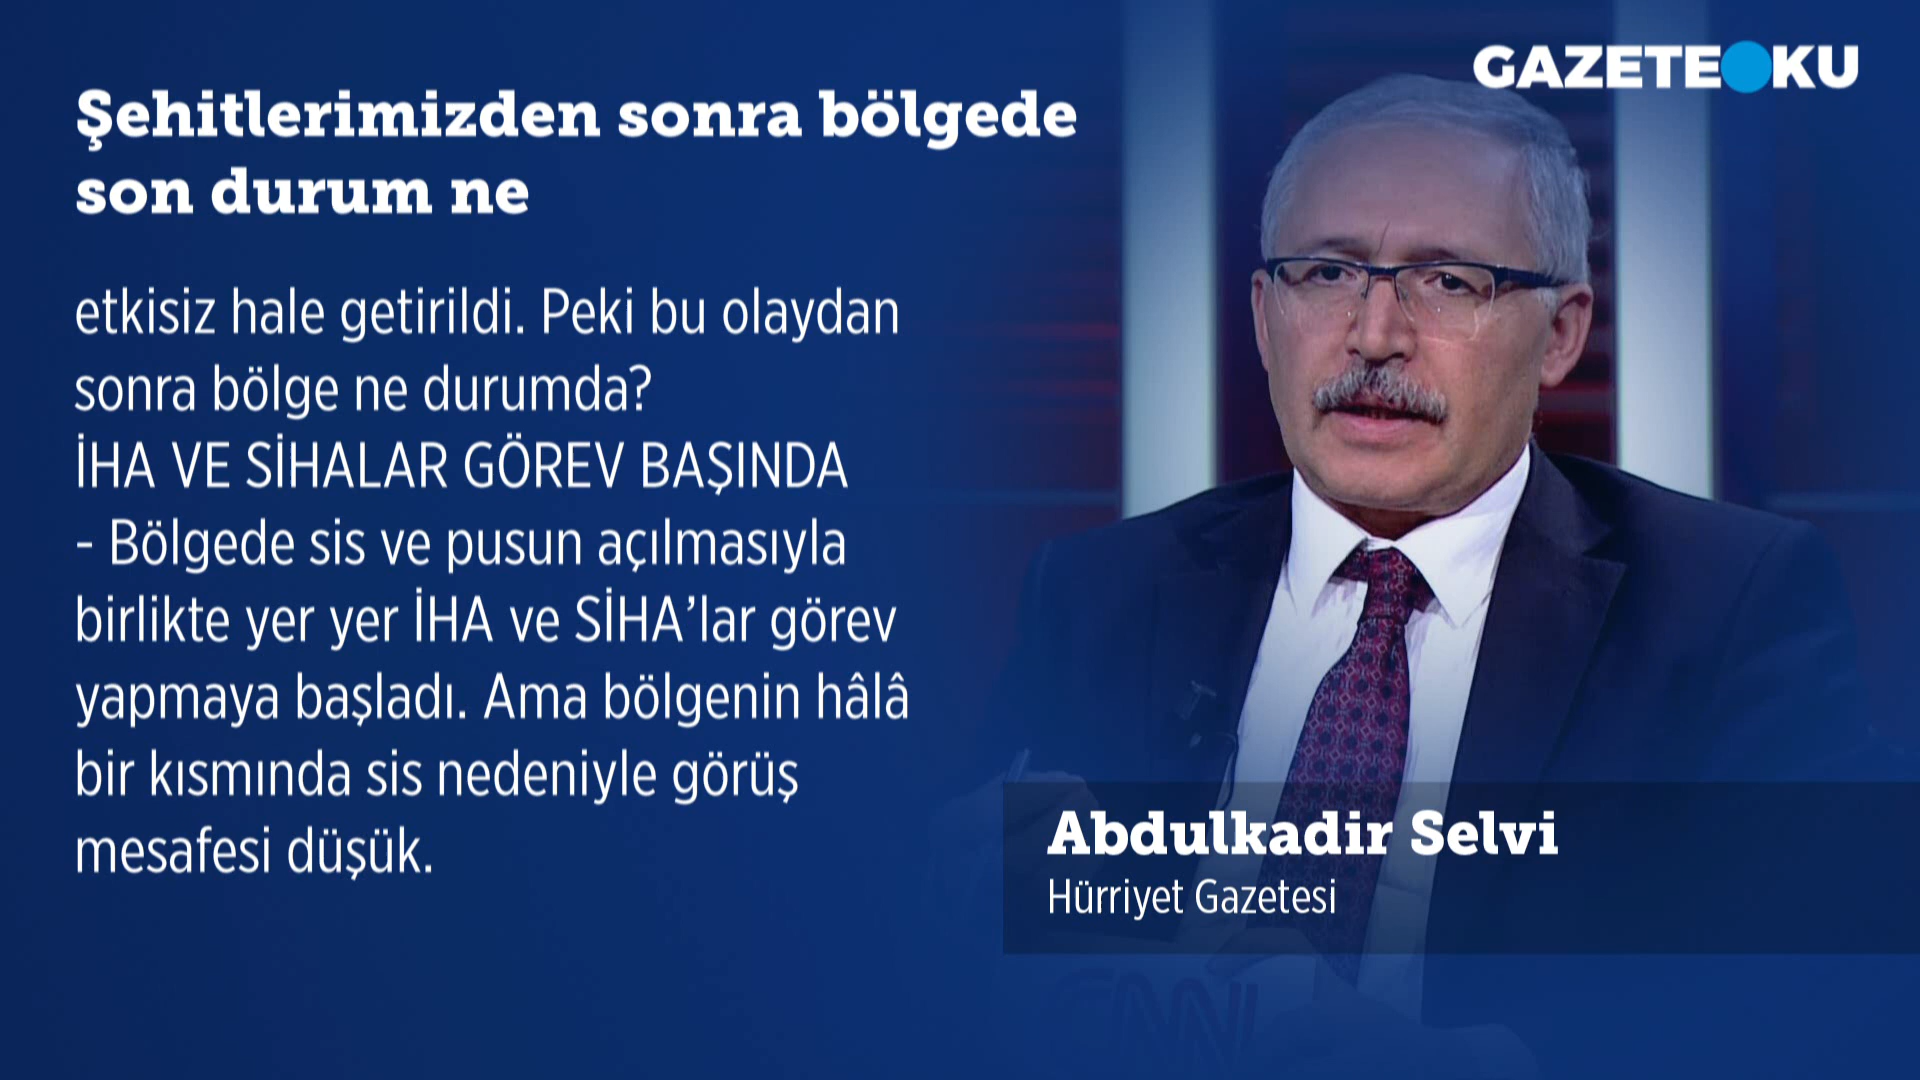 GAZETE KU
Şehitlerimizden sonra bölgede
son durum ne
etkisiz hale getirildi. Peki bu olaydan
sonra bölge ne durumda?
İHA VE SİHALAR GÖREV BAŞINDA
- Bölgede sis ve pusun açılmasıyla
birlikte yer yer İHA ve SİHA’lar görev
yapmaya başladı. Ama bölgenin hâlâ
bir kısmında sis nedeniyle görüş
mesafesi düşük.
Abdulkadir Selvi
Hürriyet Gazetesi
CNN